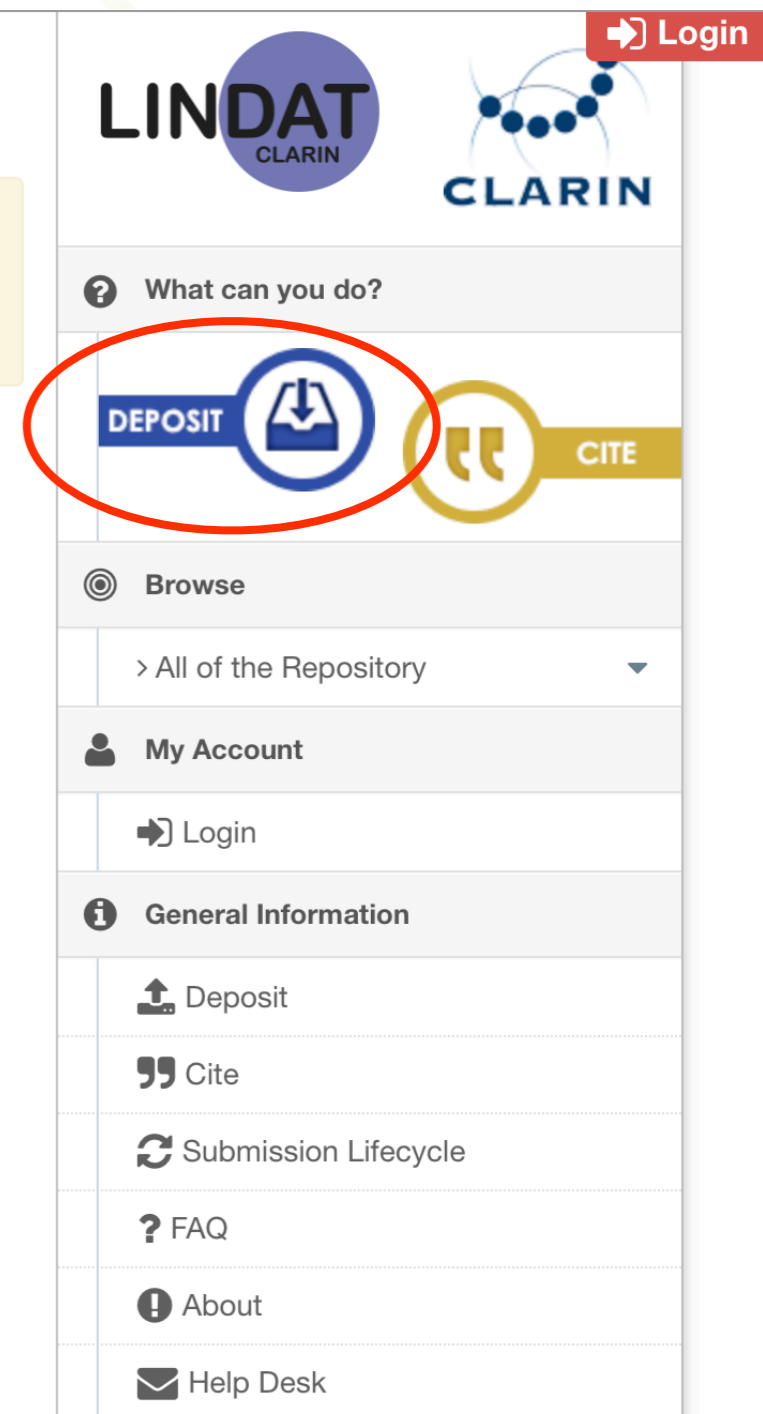 Login
LINDAT
CLARIN
CLARIN
What can you do?
DEPOSIT
CITE
Browse
> All of the Repository
My Account
Login
General Information
Deposit
Cite
Submission Lifecycle
? FAQ
About
Help Desk